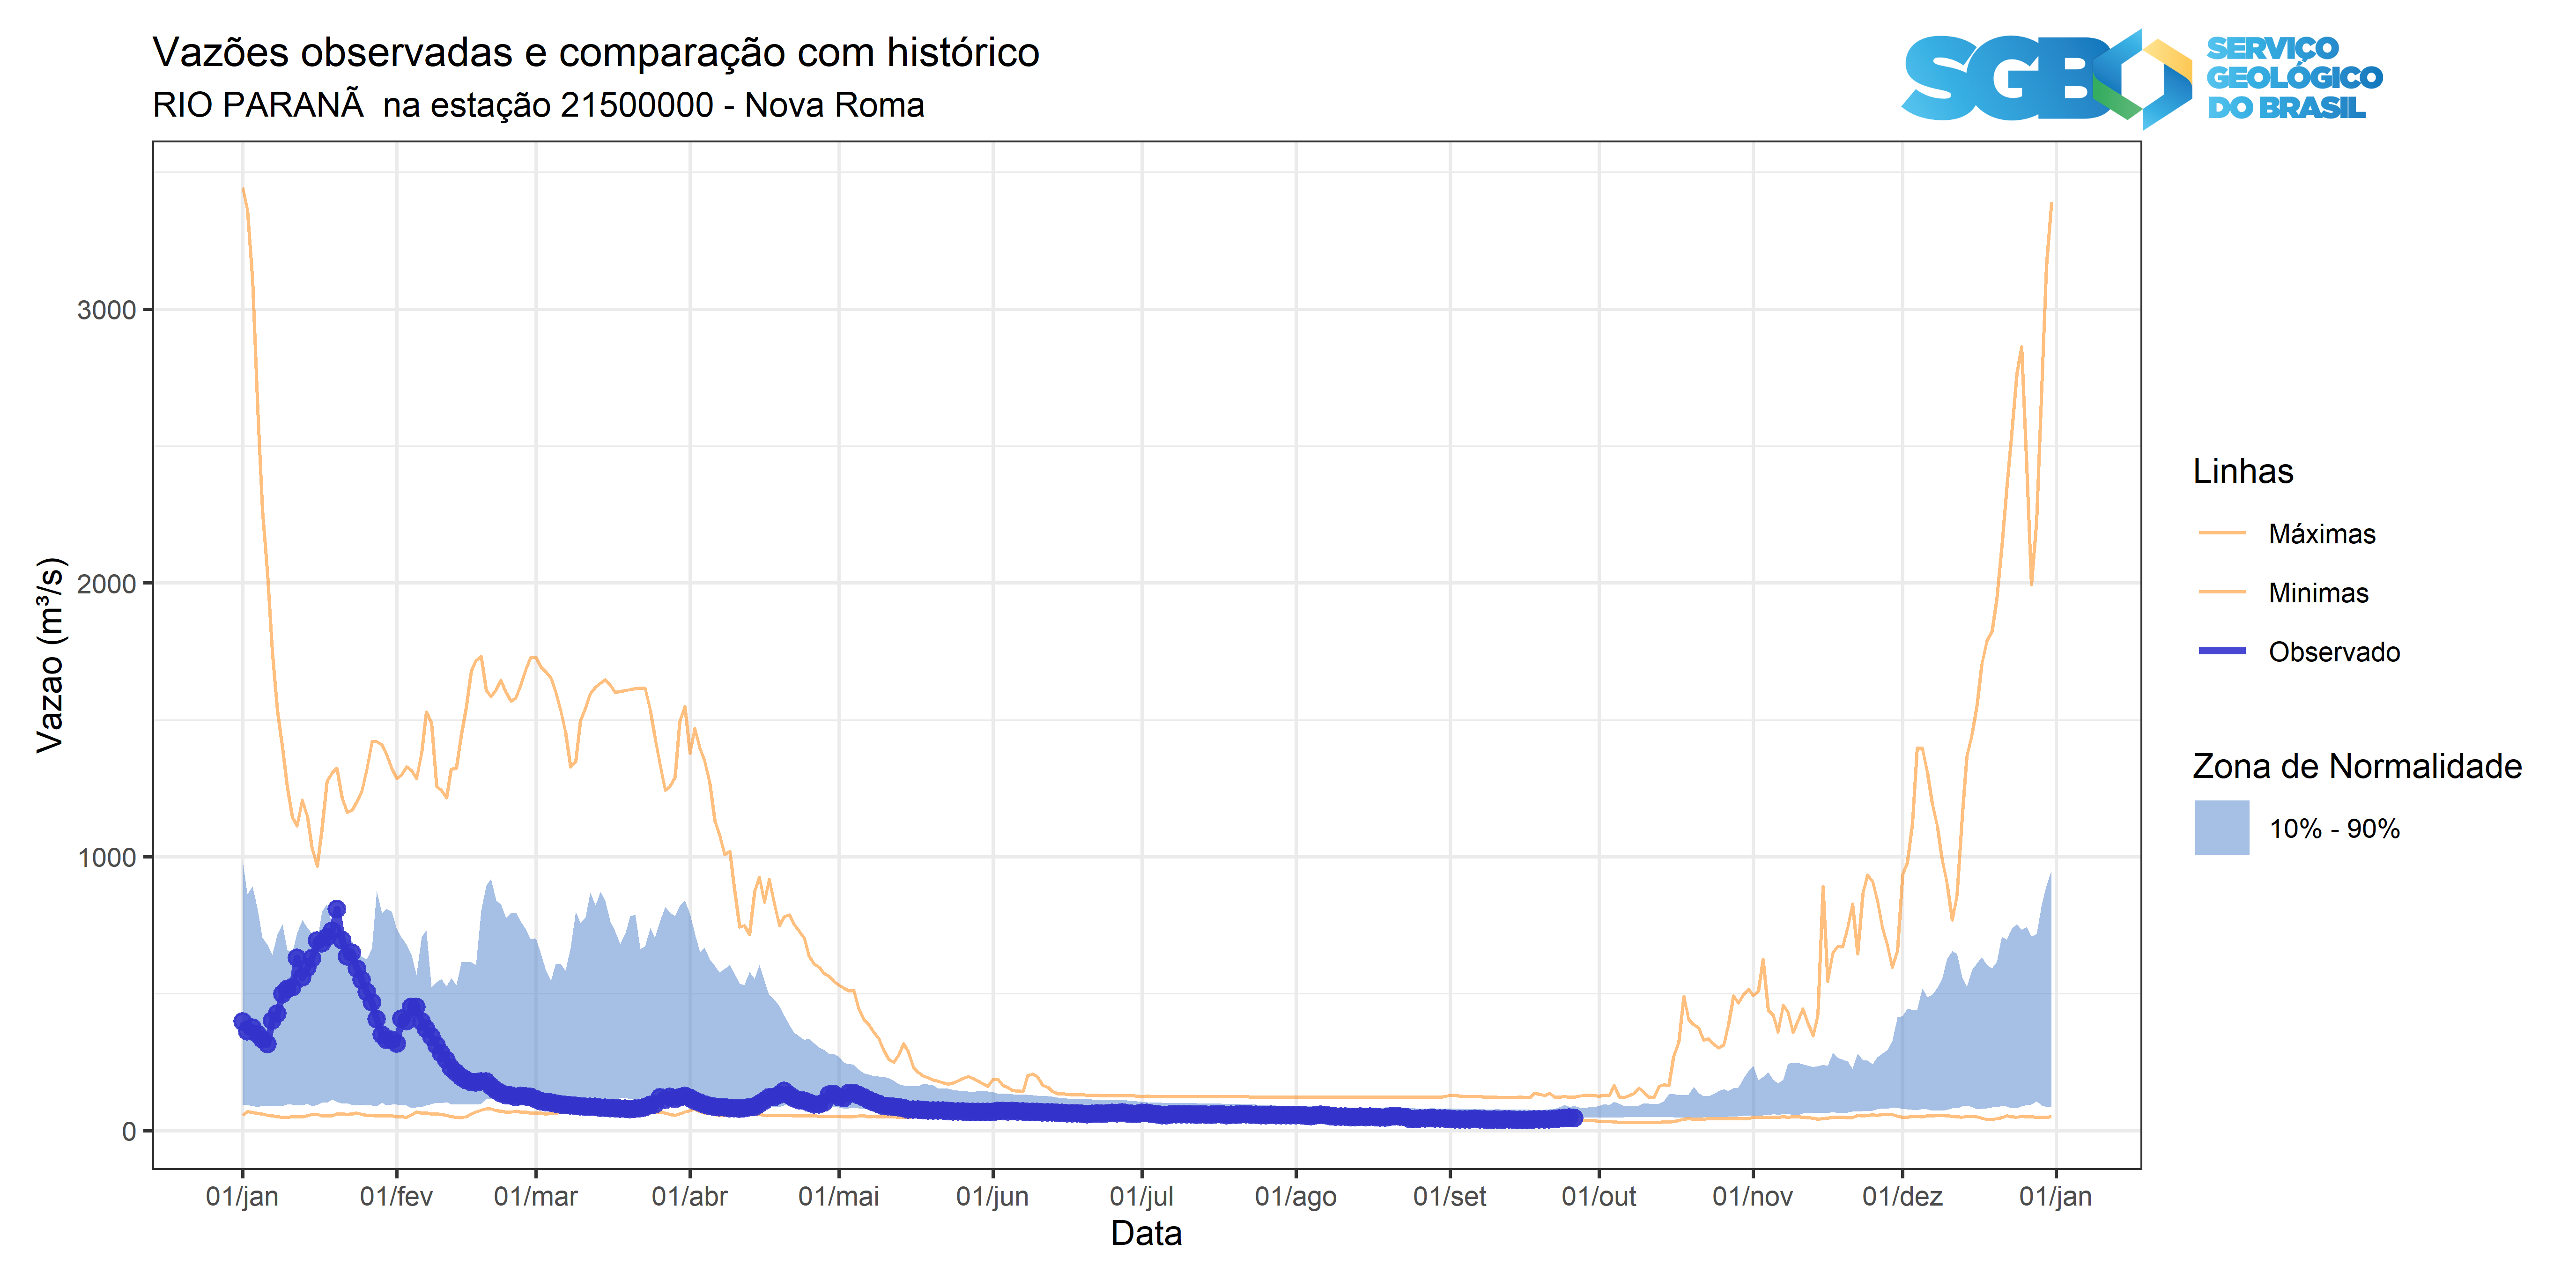 Vazões observadas e comparação com histórico
RIO PARANÃ  na estação 21500000 - Nova Roma
SGB
SERVIÇO
GEOLÓGICO
DO BRASIL
Vazao (m³/s)
3000
2000
1000
0
01/jan
01/fev
01/mar
01/abr
01/mai
01/jun
01/jul
01/ago
01/set
01/out
01/nov
01/dez
01/jan
Data
Linhas
Máximas
Minimas
Observado
Zona de Normalidade
10% - 90%